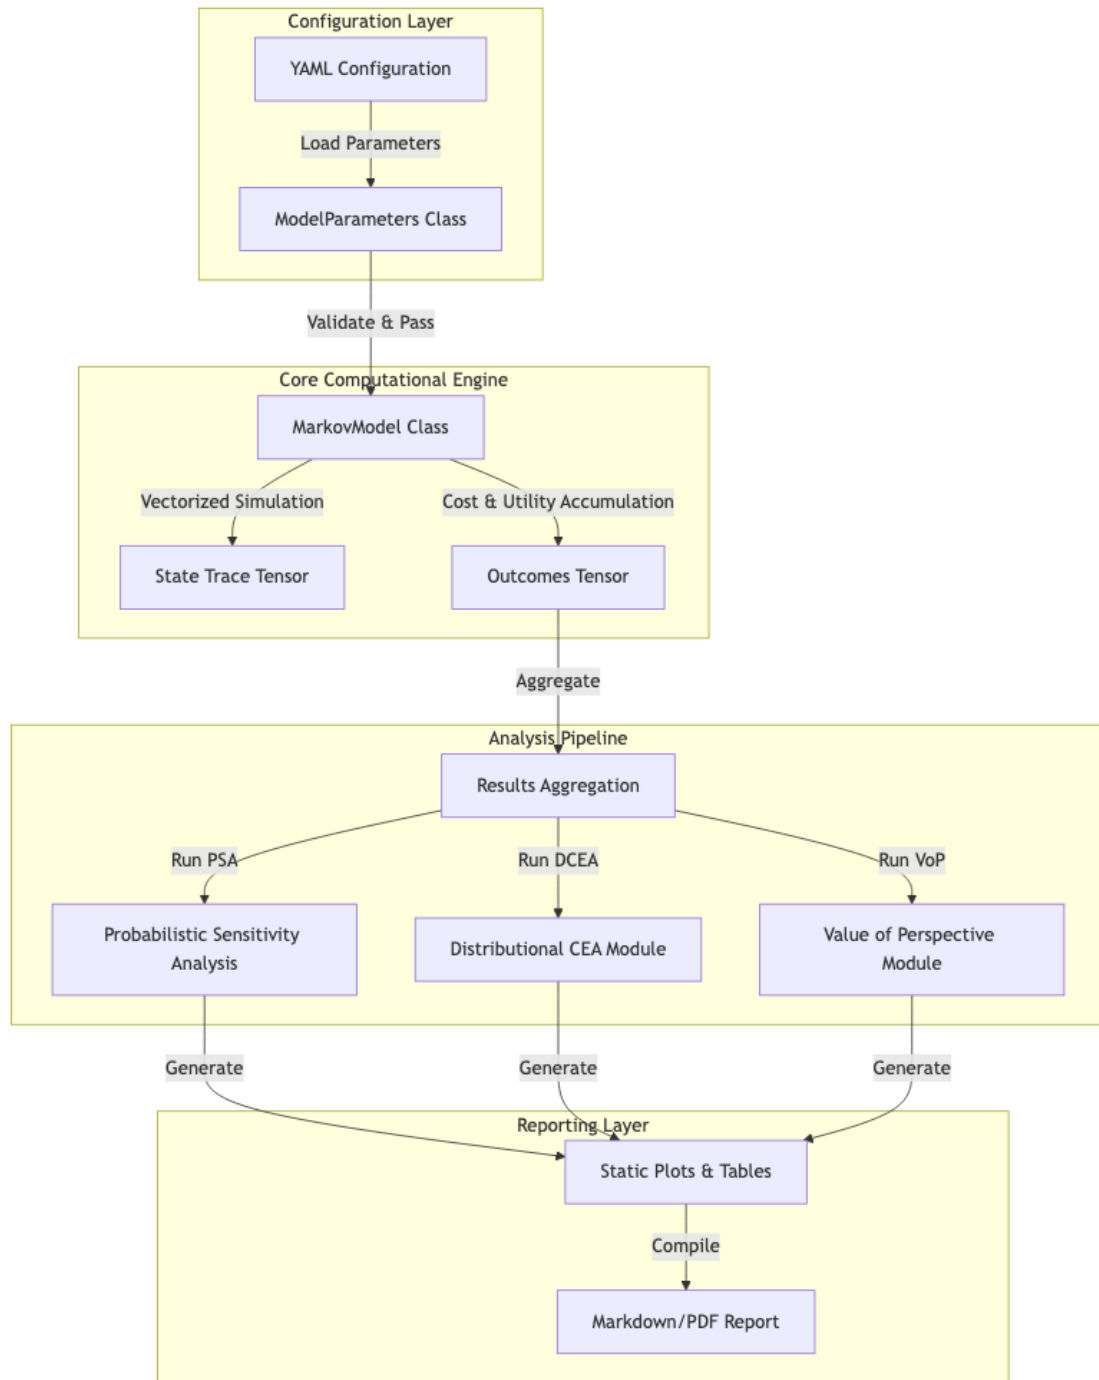 Configuration Layer
YAML Configuration
Load Parameters
ModelParameters Class
Validate & Pass
Core Computational Engine
MarkovModel Class
Vectorized Simulation
Cost & Utility Accumulation
State Trace Tensor
Outcomes Tensor
Aggregate
Analysis Pipeline
Results Aggregation
Run PSA
Run DCEA
Run VoP
Probabilistic Sensitivity
Analysis
Distributional CEA Module
Value of Perspective
Module
Generate
Generate
Generate
Reporting Layer
Static Plots & Tables
Compile
Markdown/PDF Report